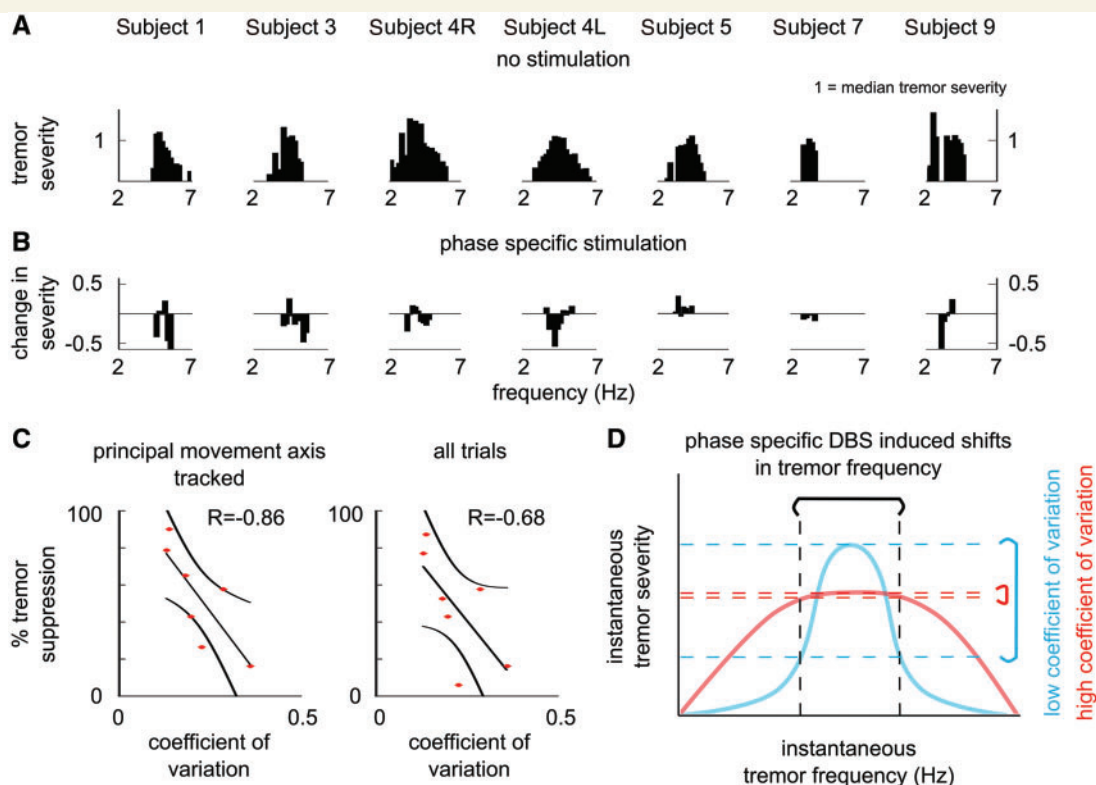 A
Subject 1 Subject 3 Subject 4R Subject 4L Subject 5 Subject 7 Subject 9
no stimulation
1 = median tremor severity
tremor
severity
1 1
2 7 2 7 2 7 2 7 2 7 2 7 2 7
B
phase specific stimulation
change in
severity
0.5 0.5
-0.5 -0.5
2 7 2 7 2 7 2 7 2 7 2 7 2 7
frequency (Hz)
C
principal movement axis
tracked
% tremor
suppression
100
R=-0.86
0
0 0.5
coefficient of
variation
all trials
100
R=-0.68
0
0 0.5
coefficient of
variation
D
phase specific DBS induced shifts
in tremor frequency
instantaneous
tremor severity
low coefficient of variation
high coefficient of variation
instantaneous
tremor frequency (Hz)